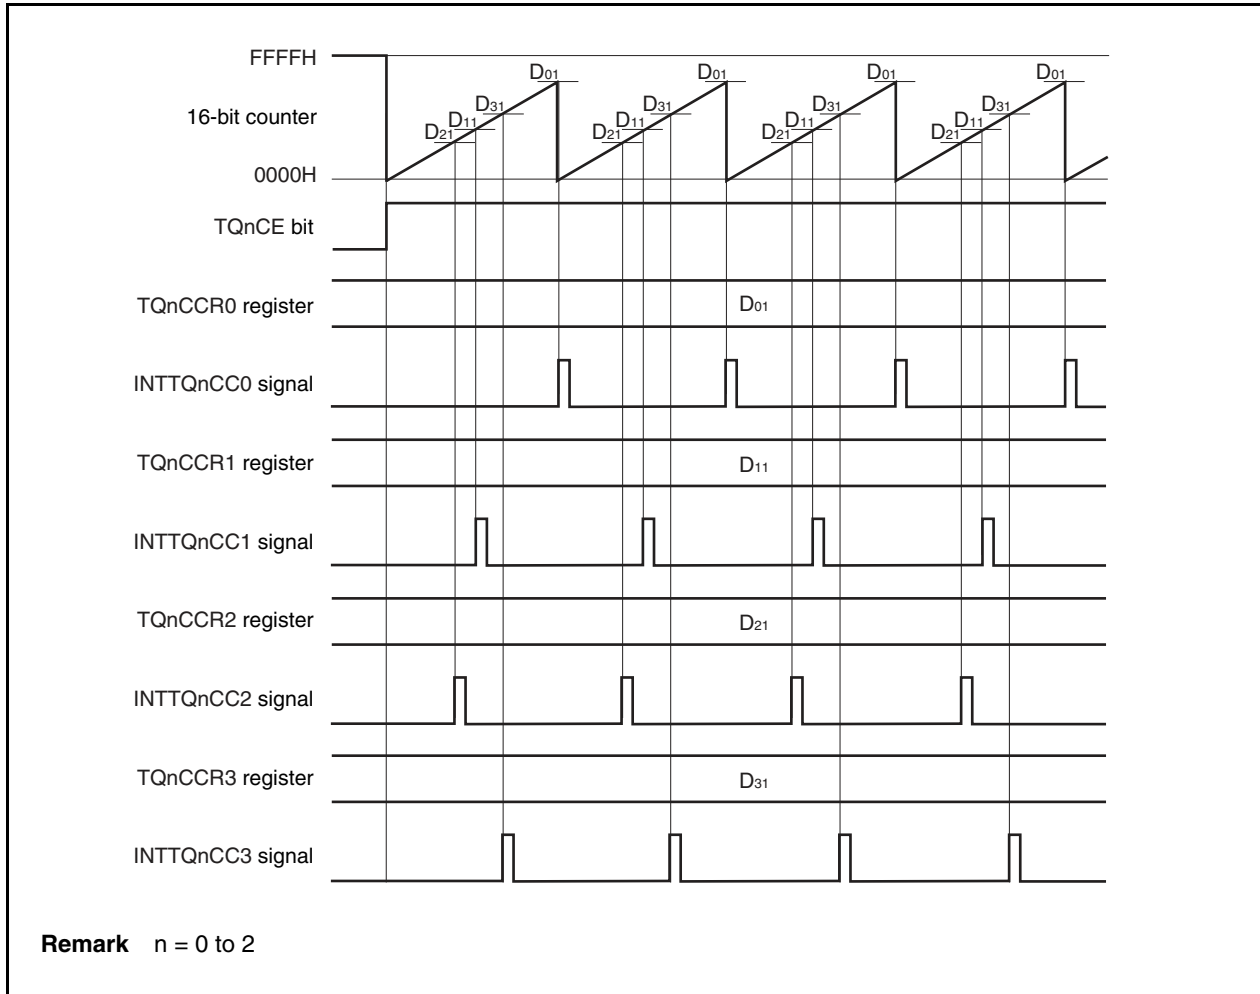 FFFFH
D01 D01 D01 D01
D31 D31 D31 D31
16-bit counter
D11 D11 D11 D11
D21 D21 D21 D21
0000H
TQnCE bit
TQnCCR0 register
D01
INTTQnCC0 signal
TQnCCR1 register
D11
INTTQnCC1 signal
TQnCCR2 register
D21
INTTQnCC2 signal
TQnCCR3 register
D31
INTTQnCC3 signal
Remark n = 0 to 2